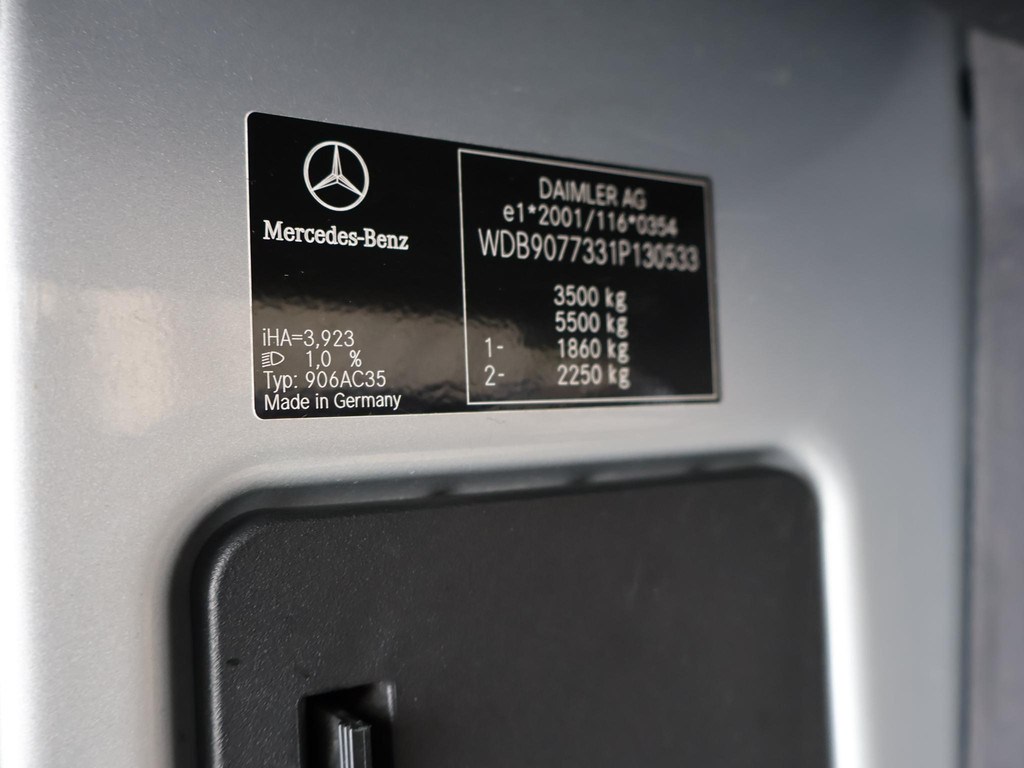 Mercedes-Benz
iHA=3,923
1,0 %
Typ: 906AC35
Made in Germany
DAIMLER AG
e1*2001/116*0354
WDB9077331P130533
3500 kg
5500 kg
1- 1860 kg
2- 2250 kg